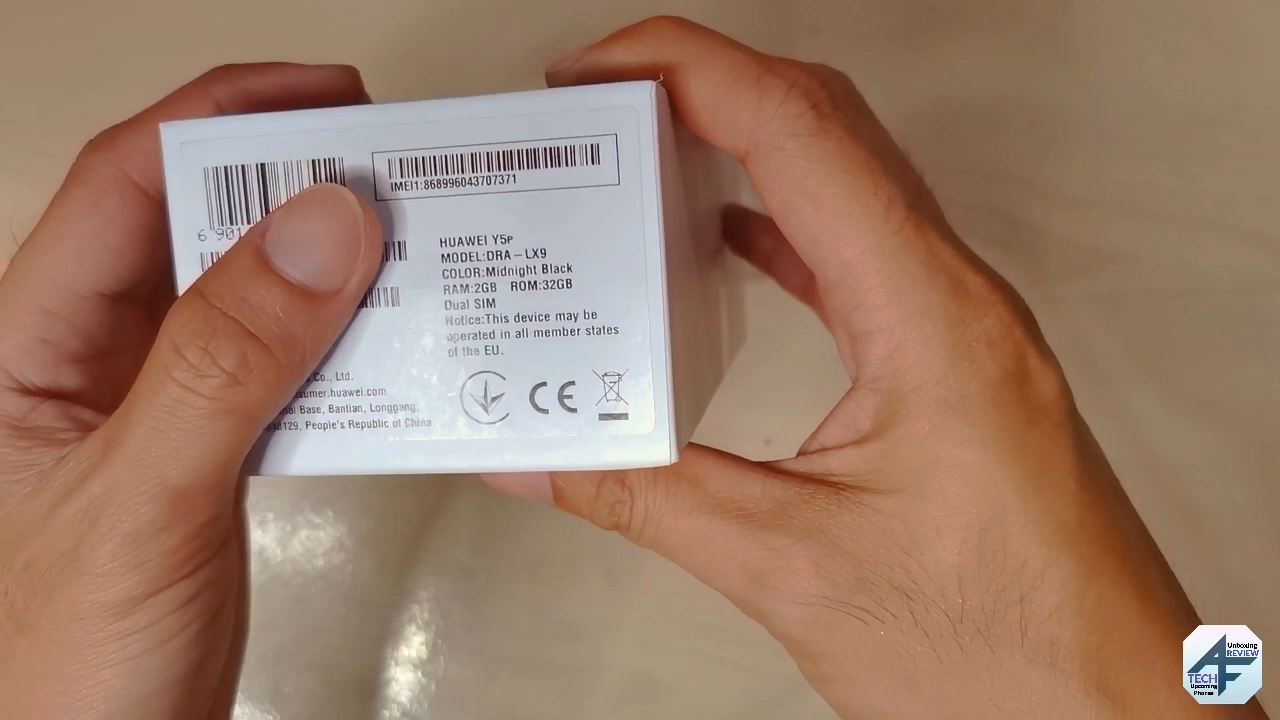 IMEI1:868996043707371
6 901
HUAWEI Y5p
MODEL:DRA – LX9
COLOR:Midnight Black
RAM:2GB ROM:32GB
Dual SIM
Notice:This device may be
operated in all member states
of the EU.
Co., Ltd.
sumer.huawei.com
al Base, Bantian, Longgang,
8129, People's Republic of China
CE
Unboxing
REVIEW
AF
TECH
Upcoming
Phones